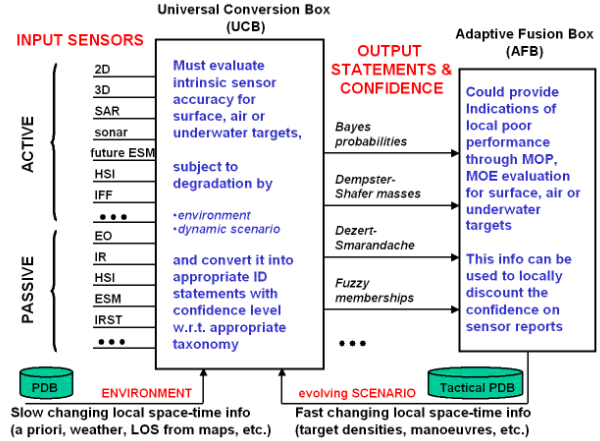 Universal Conversion Box
(UCB)
INPUT SENSORS
OUTPUT
STATEMENTS &
CONFIDENCE
Adaptive Fusion Box
(AFB)
ACTIVE
2D
3D
SAR
sonar
future ESM
HSI
IFF
•••
PASSIVE
EO
IR
HSI
ESM
IRST
•••
Must evaluate
intrinsic sensor
accuracy for
surface, air or
underwater targets,
subject to
degradation by
•environment
•dynamic scenario
and convert it into
appropriate ID
statements with
confidence level
w.r.t. appropriate
taxonomy
Bayes
probabilities
Dempster-
Shafer masses
Dezert-
Smarandache
Fuzzy
memberships
•••
Could provide
Indications of
local poor
performance
through MOP,
MOE evaluation
for surface, air or
underwater
targets
This info can be
used to locally
discount the
confidence on
sensor reports
PDB
ENVIRONMENT
Slow changing local space-time info
(a priori, weather, LOS from maps, etc.)
evolving SCENARIO
Tactical PDB
Fast changing local space-time info
(target densities, manoeuvres, etc.)